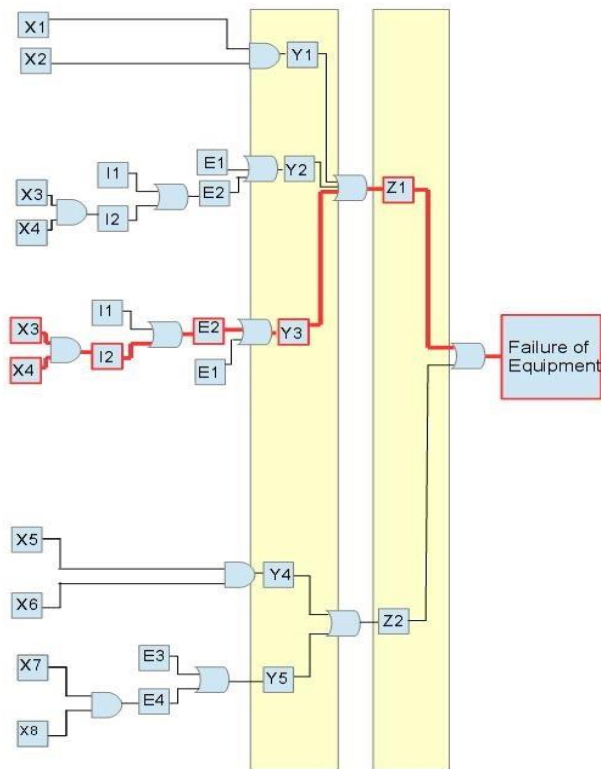 X1
X2
Y1
I1
E1
Y2
X3
E2
X4
I2
Z1
I1
X3
E2
Y3
X4
I2
E1
Failure of
Equipment
X5
Y4
X6
Z2
E3
X7
Y5
E4
X8